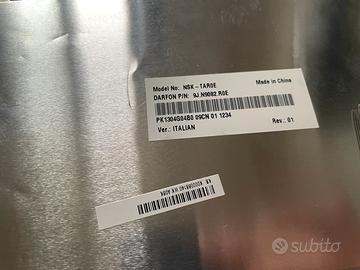 Model No: NSK-TAR0E
Made in China
DARFON P/N: 9J.N9082.R0E
PK1304G04B0 09CN 01 1234
Ver.: ITALIAN
Rev.: 01
subito